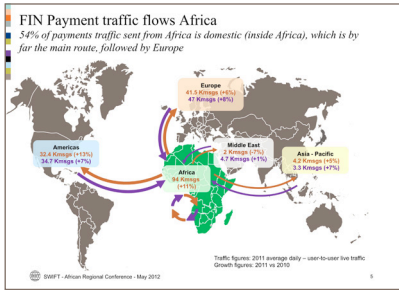 FIN Payment traffic flows Africa
54% of payments traffic sent from Africa is domestic (inside Africa), which is by
far the main route, followed by Europe
Europe
41.5 Kmsgs (+6%)
47 Kmsgs (+8%)
Americas
32.4 Kmsgs (+13%)
34.7 Kmsgs (+7%)
Middle East
2 Kmsgs (-7%)
4.7 Kmsgs (+1%)
Asia - Pacific
4.2 Kmsgs (+5%)
3.3 Kmsgs (+7%)
Africa
94 Kmsgs
(+11%)
Traffic figures: 2011 average daily – user-to-user live traffic
Growth figures: 2011 vs 2010
SWIFT - African Regional Conference - May 2012
5